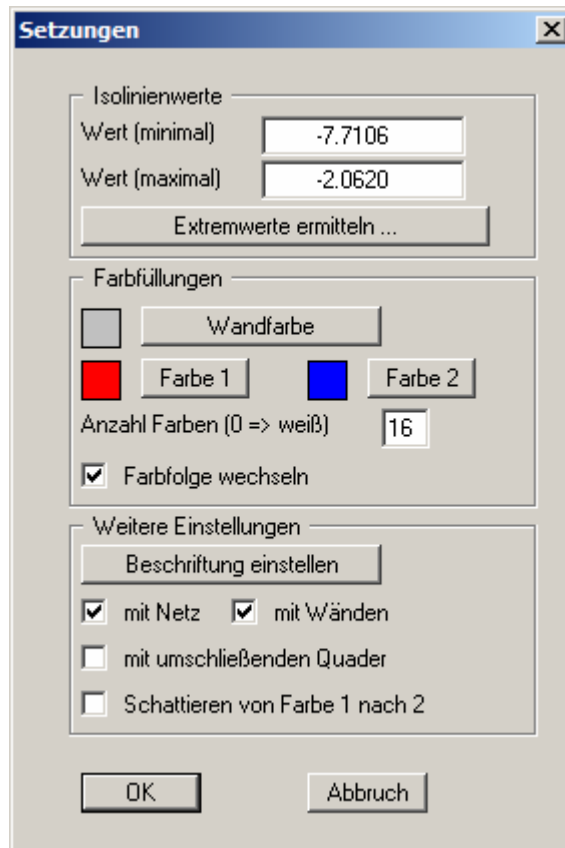 Setzungen
Isolinienwerte
Wert (minimal) -7.7106
Wert (maximal) -2.0620
Extremwerte ermitteln ...
Farbfüllungen
Wandfarbe
Farbe 1 Farbe 2
Anzahl Farben (0 => weiß) 16
Farbfolge wechseln
Weitere Einstellungen
Beschriftung einstellen
mit Netz mit Wänden
mit umschließenden Quader
Schattieren von Farbe 1 nach 2
OK Abbruch